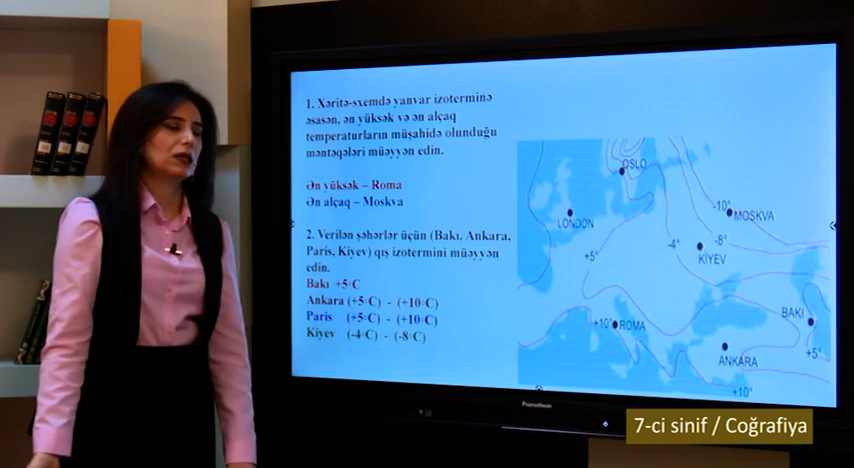 1. Xəritə-sxemdə yanvar izoterminə
əsasən, ən yüksək və ən alçaq
temperaturların müşahidə olunduğu
məntəqələri müəyyən edin.
Ən yüksək – Roma
Ən alçaq – Moskva
2. Verilən şəhərlər üçün (Bakı, Ankara,
Paris, Kiyev) qış izotermini müəyyən
edin.
Bakı +5°C
Ankara (+5°C) - (+10°C)
Paris (+5°C) - (+10°C)
Kiyev (-4°C) - (-8°C)
OSLO
-10°
MOSKVA
LONDON
-4°
-8°
+5°
KİYEV
BAKI
+10°
ROMA
+5°
ANKARA
+10°
Promethean
7-ci sinif / Coğrafiya